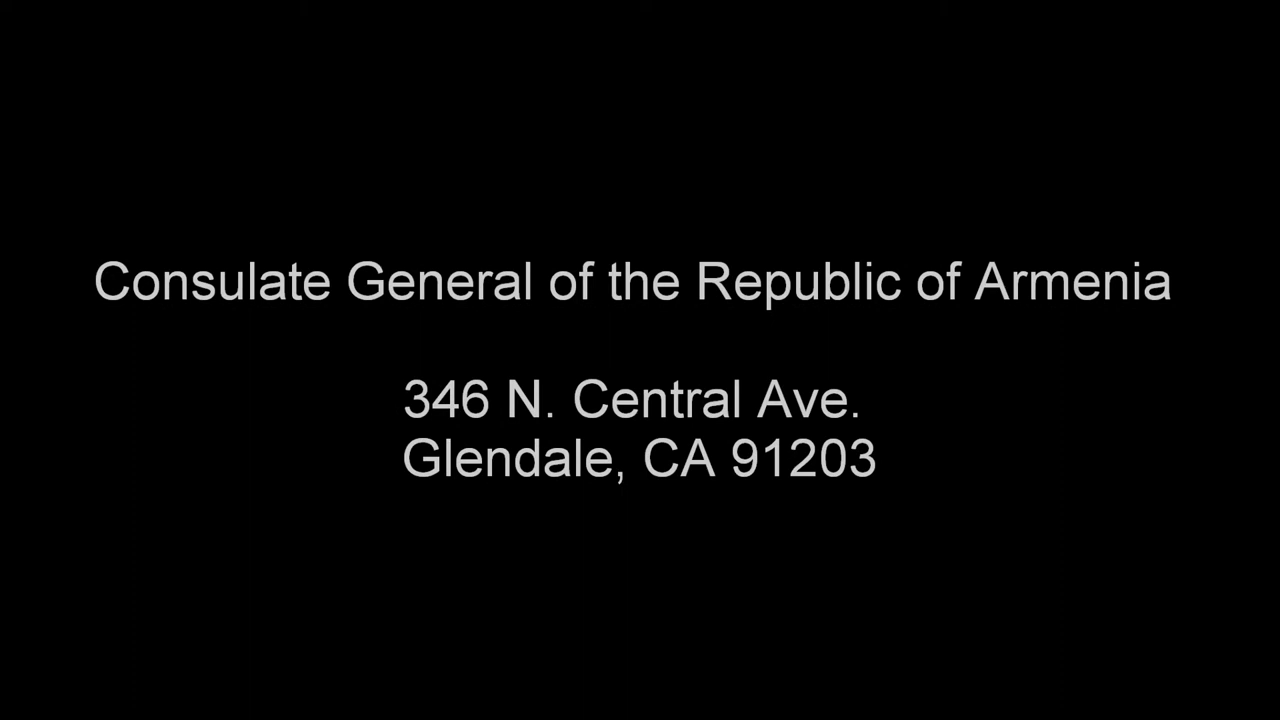 Consulate General of the Republic of Armenia
346 N. Central Ave.
Glendale, CA 91203